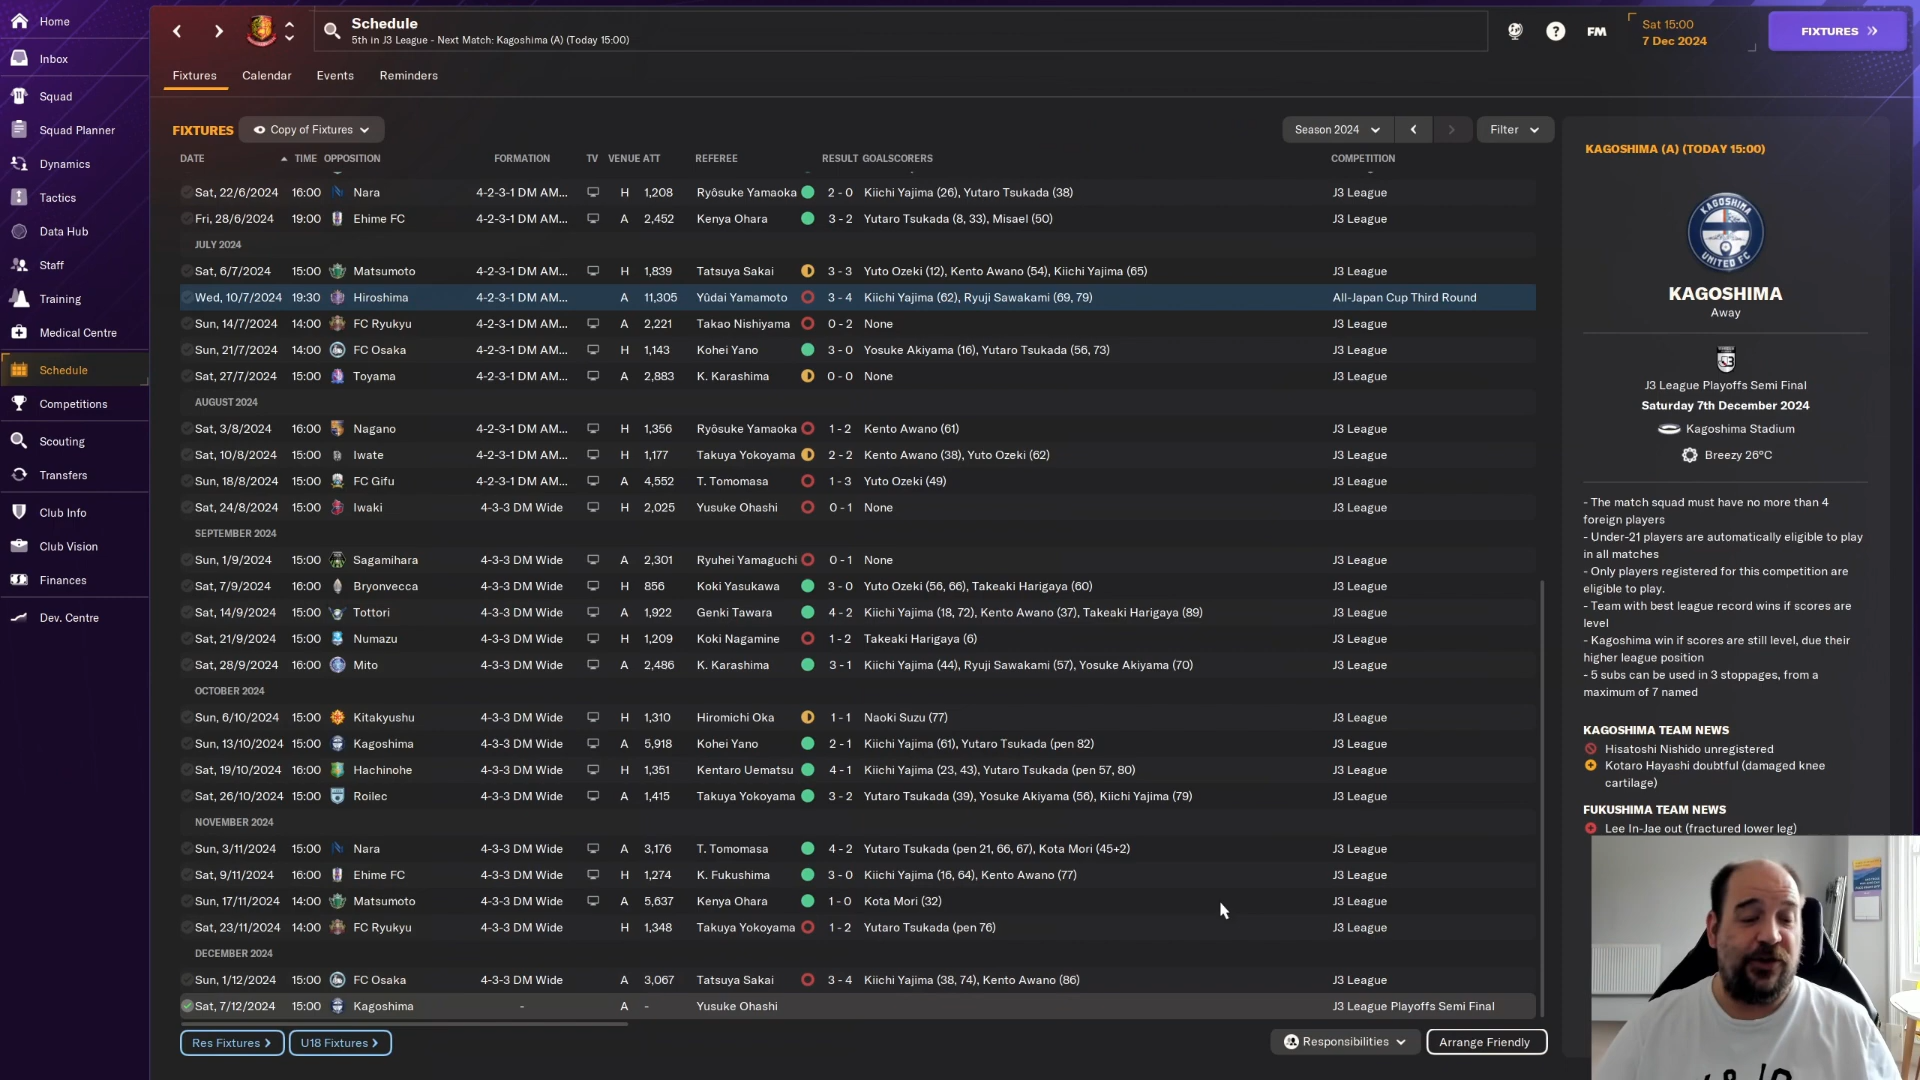 Home
Inbox
Squad
Squad Planner
Dynamics
Tactics
Data Hub
Staff
Training
Medical Centre
Schedule
Competitions
Scouting
Transfers
Club Info
Club Vision
Finances
Dev. Centre
Schedule
5th in J3 League - Next Match: Kagoshima (A) (Today 15:00)
FM
Sat 15:00
7 Dec 2024
FIXTURES
Fixtures Calendar Events Reminders
FIXTURES Copy of Fixtures Season 2024 Filter
DATE TIME OPPOSITION FORMATION TV VENUE ATT REFEREE RESULT GOALSCORERS COMPETITION
Sat, 22/6/2024 16:00 Nara 4-2-3-1 DM AM... H 1,208 Ryôsuke Yamaoka 2 - 0 Kiichi Yajima (26), Yutaro Tsukada (38) J3 League
Fri, 28/6/2024 19:00 Ehime FC 4-2-3-1 DM AM... A 2,452 Kenya Ohara 3 - 2 Yutaro Tsukada (8, 33), Misael (50) J3 League
JULY 2024
Sat, 6/7/2024 15:00 Matsumoto 4-2-3-1 DM AM... H 1,839 Tatsuya Sakai 3 - 3 Yuto Ozeki (12), Kento Awano (54), Kiichi Yajima (65) J3 League
Wed, 10/7/2024 19:30 Hiroshima 4-2-3-1 DM AM... A 11,305 Yûdai Yamamoto 3 - 4 Kiichi Yajima (62), Ryuji Sawakami (69, 79) All-Japan Cup Third Round
Sun, 14/7/2024 14:00 FC Ryukyu 4-2-3-1 DM AM... A 2,221 Takao Nishiyama 0 - 2 None J3 League
Sun, 21/7/2024 14:00 FC Osaka 4-2-3-1 DM AM... H 1,143 Kohei Yano 3 - 0 Yosuke Akiyama (16), Yutaro Tsukada (56, 73) J3 League
Sat, 27/7/2024 15:00 Toyama 4-2-3-1 DM AM... A 2,883 K. Karashima 0 - 0 None J3 League
AUGUST 2024
Sat, 3/8/2024 16:00 Nagano 4-2-3-1 DM AM... H 1,356 Ryôsuke Yamaoka 1 - 2 Kento Awano (61) J3 League
Sat, 10/8/2024 15:00 Iwate 4-2-3-1 DM AM... H 1,177 Takuya Yokoyama 2 - 2 Kento Awano (38), Yuto Ozeki (62) J3 League
Sun, 18/8/2024 15:00 FC Gifu 4-2-3-1 DM AM... A 4,552 T. Tomomasa 1 - 3 Yuto Ozeki (49) J3 League
Sat, 24/8/2024 15:00 Iwaki 4-3-3 DM Wide H 2,025 Yusuke Ohashi 0 - 1 None J3 League
SEPTEMBER 2024
Sun, 1/9/2024 15:00 Sagamihara 4-3-3 DM Wide A 2,301 Ryuhei Yamaguchi 0 - 1 None J3 League
Sat, 7/9/2024 16:00 Bryonvecca 4-3-3 DM Wide H 856 Koki Yasukawa 3 - 0 Yuto Ozeki (56, 66), Takeaki Harigaya (60) J3 League
Sat, 14/9/2024 15:00 Tottori 4-3-3 DM Wide A 1,922 Genki Tawara 4 - 2 Kiichi Yajima (18, 72), Kento Awano (37), Takeaki Harigaya (89) J3 League
Sat, 21/9/2024 15:00 Numazu 4-3-3 DM Wide H 1,209 Koki Nagamine 1 - 2 Takeaki Harigaya (6) J3 League
Sat, 28/9/2024 16:00 Mito 4-3-3 DM Wide A 2,486 K. Karashima 3 - 1 Kiichi Yajima (44), Ryuji Sawakami (57), Yosuke Akiyama (70) J3 League
OCTOBER 2024
Sun, 6/10/2024 15:00 Kitakyushu 4-3-3 DM Wide H 1,310 Hiromichi Oka 1 - 1 Naoki Suzu (77) J3 League
Sun, 13/10/2024 15:00 Kagoshima 4-3-3 DM Wide A 5,918 Kohei Yano 2 - 1 Kiichi Yajima (61), Yutaro Tsukada (pen 82) J3 League
Sat, 19/10/2024 16:00 Hachinohe 4-3-3 DM Wide H 1,351 Kentaro Uematsu 4 - 1 Kiichi Yajima (23, 43), Yutaro Tsukada (pen 57, 80) J3 League
Sat, 26/10/2024 15:00 Roilec 4-3-3 DM Wide A 1,415 Takuya Yokoyama 3 - 2 Yutaro Tsukada (39), Yosuke Akiyama (56), Kiichi Yajima (79) J3 League
NOVEMBER 2024
Sun, 3/11/2024 15:00 Nara 4-3-3 DM Wide A 3,176 T. Tomomasa 4 - 2 Yutaro Tsukada (pen 21, 66, 67), Kota Mori (45+2) J3 League
Sat, 9/11/2024 16:00 Ehime FC 4-3-3 DM Wide H 1,274 K. Fukushima 3 - 0 Kiichi Yajima (16, 64), Kento Awano (77) J3 League
Sun, 17/11/2024 14:00 Matsumoto 4-3-3 DM Wide A 5,637 Kenya Ohara 1 - 0 Kota Mori (32) J3 League
Sat, 23/11/2024 14:00 FC Ryukyu 4-3-3 DM Wide H 1,348 Takuya Yokoyama 1 - 2 Yutaro Tsukada (pen 76) J3 League
DECEMBER 2024
Sun, 1/12/2024 15:00 FC Osaka 4-3-3 DM Wide A 3,067 Tatsuya Sakai 3 - 4 Kiichi Yajima (38, 74), Kento Awano (86) J3 League
Sat, 7/12/2024 15:00 Kagoshima - A - Yusuke Ohashi J3 League Playoffs Semi Final
Res Fixtures U18 Fixtures Responsibilities Arrange Friendly
KAGOSHIMA (A) (TODAY 15:00)
KAGOSHIMA
UNITED FC
KAGOSHIMA
Away
J3 League Playoffs Semi Final
Saturday 7th December 2024
Kagoshima Stadium
Breezy 26°C
- The match squad must have no more than 4
foreign players
- Under-21 players are automatically eligible to play
in all matches
- Only players registered for this competition are
eligible to play.
- Team with best league record wins if scores are
level
- Kagoshima win if scores are still level, due their
higher league position
- 5 subs can be used in 3 stoppages, from a
maximum of 7 named
KAGOSHIMA TEAM NEWS
Hisatoshi Nishido unregistered
Kotaro Hayashi doubtful (damaged knee
cartilage)
FUKUSHIMA TEAM NEWS
Lee In-Jae out (fractured lower leg)